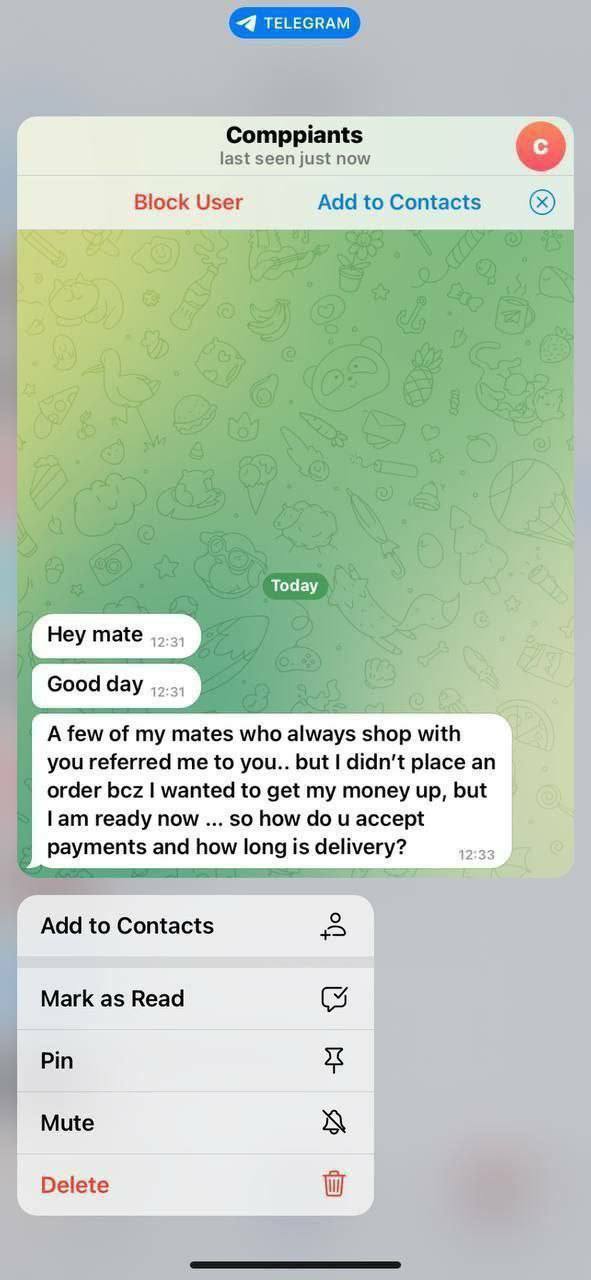 TELEGRAM
Comppiants
last seen just now
C
Block User
Add to Contacts
Today
Hey mate 12:31
Good day 12:31
A few of my mates who always shop with
you referred me to you.. but I didn't place an
order bcz I wanted to get my money up, but
I am ready now ... so how do u accept
payments and how long is delivery? 12:33
Add to Contacts
Mark as Read
Pin
Mute
Delete